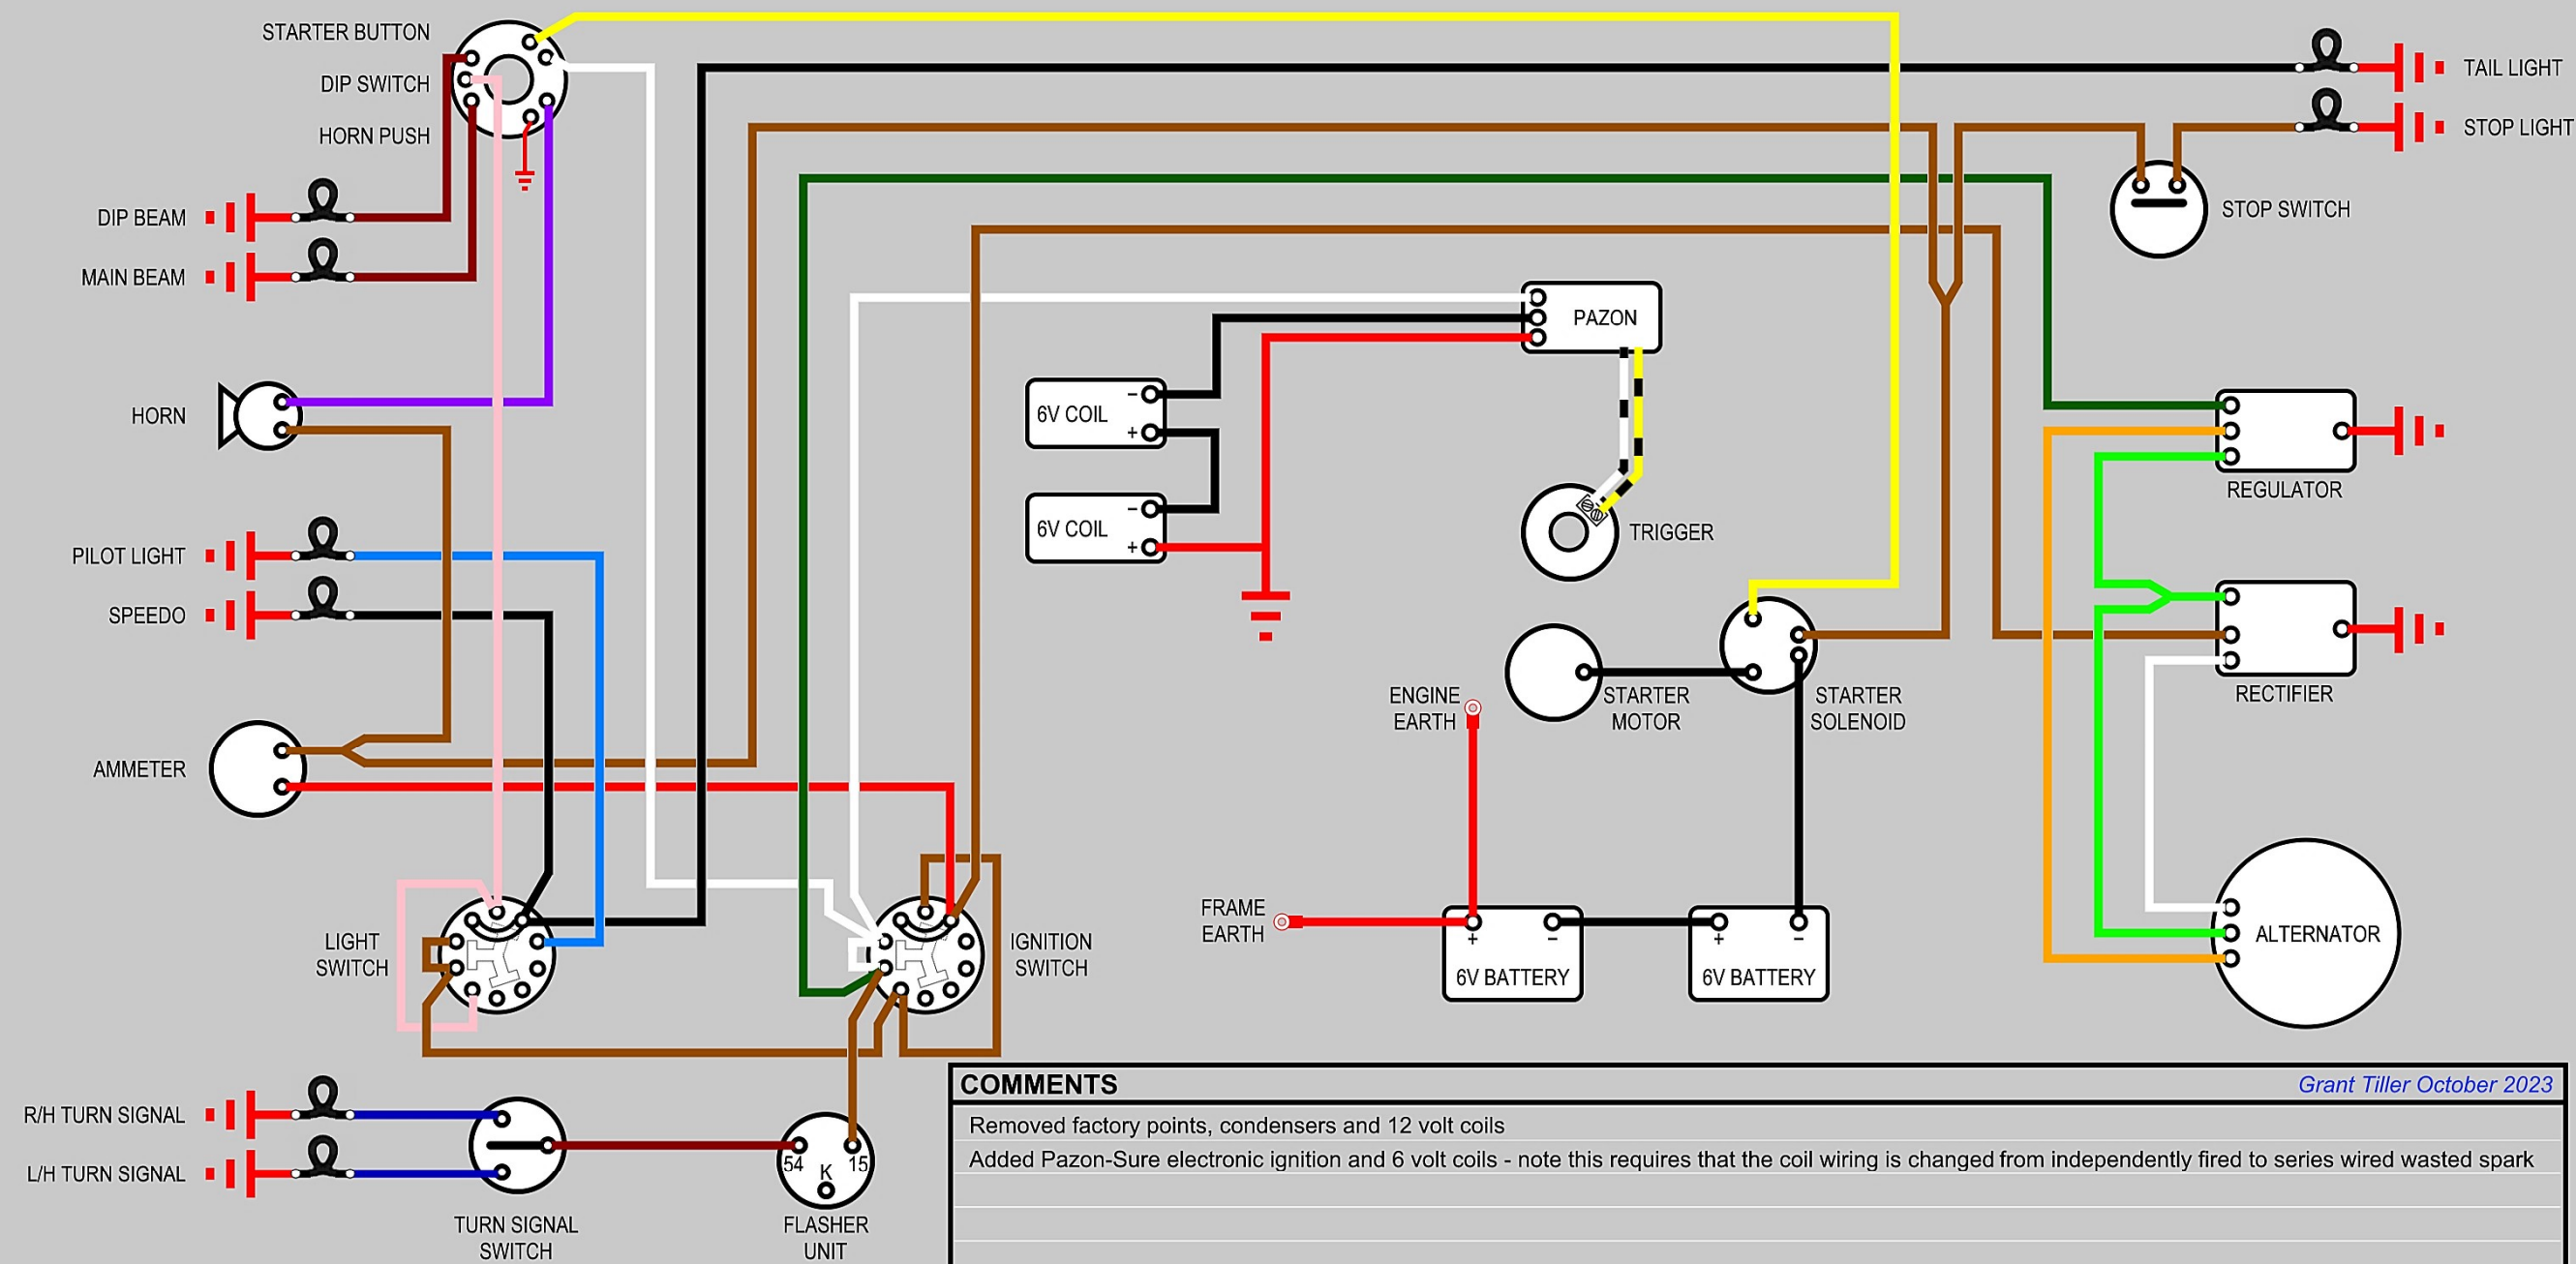 STARTER BUTTON
DIP SWITCH
HORN PUSH
DIP BEAM
MAIN BEAM
HORN
PILOT LIGHT
SPEEDO
AMMETER
LIGHT
SWITCH
IGNITION
SWITCH
R/H TURN SIGNAL
L/H TURN SIGNAL
TURN SIGNAL
SWITCH
54
K
15
FLASHER
UNIT
PAZON
−
6V COIL
+
−
6V COIL
+
TRIGGER
STARTER
MOTOR
STARTER
SOLENOID
ENGINE
EARTH
FRAME
EARTH
+ −
6V BATTERY
+ −
6V BATTERY
TAIL LIGHT
STOP LIGHT
STOP SWITCH
REGULATOR
RECTIFIER
ALTERNATOR
COMMENTS
Grant Tiller October 2023
Removed factory points, condensers and 12 volt coils
Added Pazon-Sure electronic ignition and 6 volt coils - note this requires that the coil wiring is changed from independently fired to series wired wasted spark